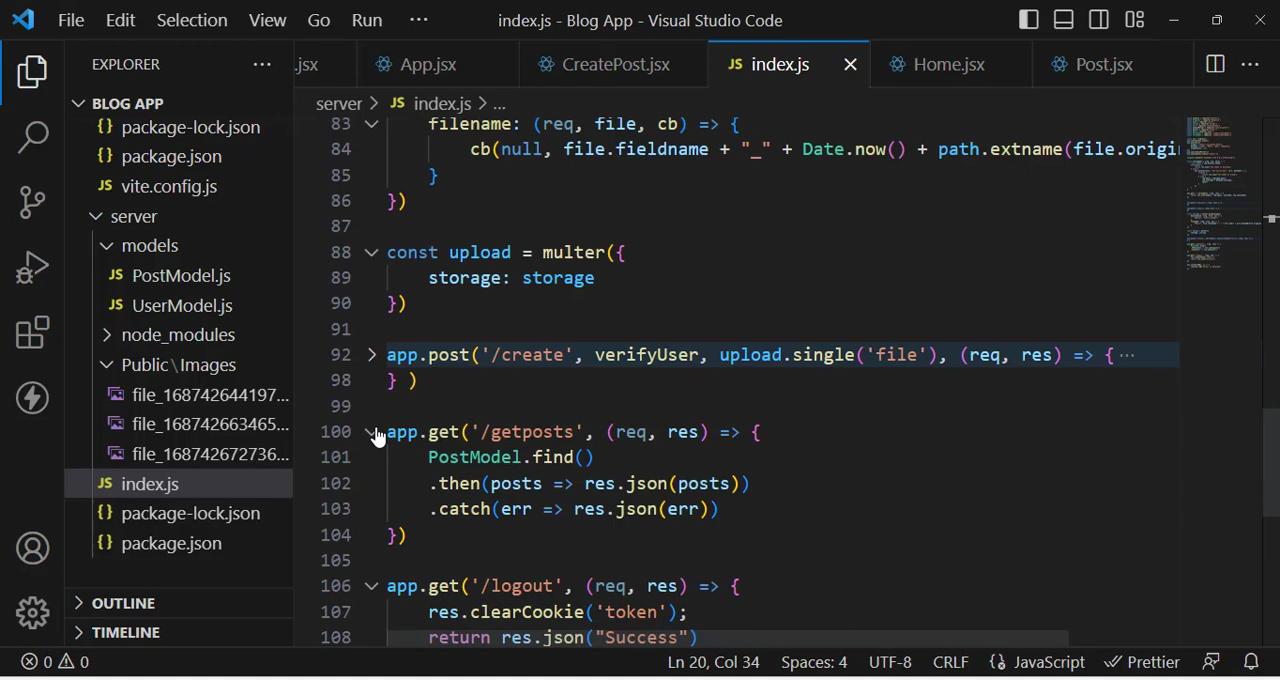 File Edit Selection View Go Run ··· index.js - Blog App - Visual Studio Code
EXPLORER ···
.jsx App.jsx CreatePost.jsx JS index.js Home.jsx Post.jsx ···
BLOG APP
server > JS index.js > ...
{} package-lock.json
{} package.json
JS vite.config.js
server
models
JS PostModel.js
JS UserModel.js
node_modules
Public\Images
file_168742644197...
file_168742663465...
file_168742672736...
JS index.js
{} package-lock.json
{} package.json
OUTLINE
TIMELINE
83 filename: (req, file, cb) => {
84 cb(null, file.fieldname + "_" + Date.now() + path.extname(file.origi
85 }
86 })
87
88 const upload = multer({
89 storage: storage
90 })
91
92 app.post('/create', verifyUser, upload.single('file'), (req, res) => {···
98 } )
99
100 app.get('/getposts', (req, res) => {
101 PostModel.find()
102 .then(posts => res.json(posts))
103 .catch(err => res.json(err))
104 })
105
106 app.get('/logout', (req, res) => {
107 res.clearCookie('token');
108 return res.json("Success")
0 0 Ln 20, Col 34 Spaces: 4 UTF-8 CRLF {} JavaScript Prettier